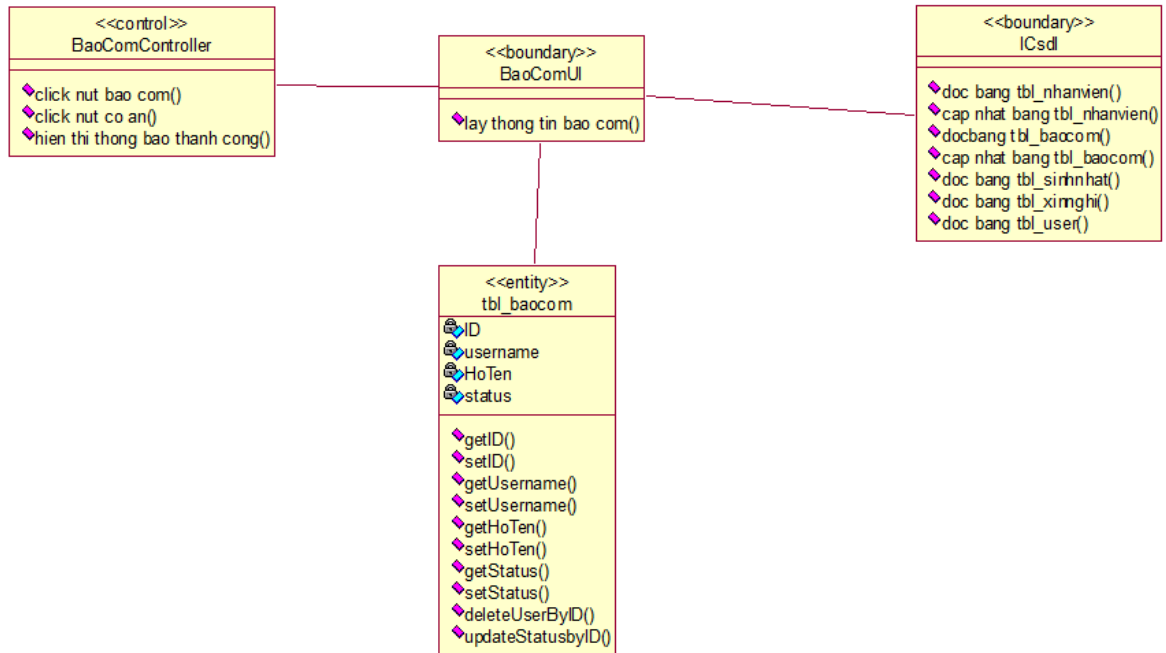 <<control>>
BaoComController
click nut bao com()
click nut co an()
hien thi thong bao thanh cong()
<<boundary>>
BaoComUI
lay thong tin bao com()
<<boundary>>
ICsdl
doc bang tbl_nhanvien()
cap nhat bang tbl_nhanvien()
docbang tbl_baocom()
cap nhat bang tbl_baocom()
doc bang tbl_sinhnhat()
doc bang tbl_xinnghi()
doc bang tbl_user()
<<entity>>
tbl_baocom
ID
username
HoTen
status
getID()
setID()
getUsername()
setUsername()
getHoTen()
setHoTen()
getStatus()
setStatus()
deleteUserByID()
updateStatusbyID()